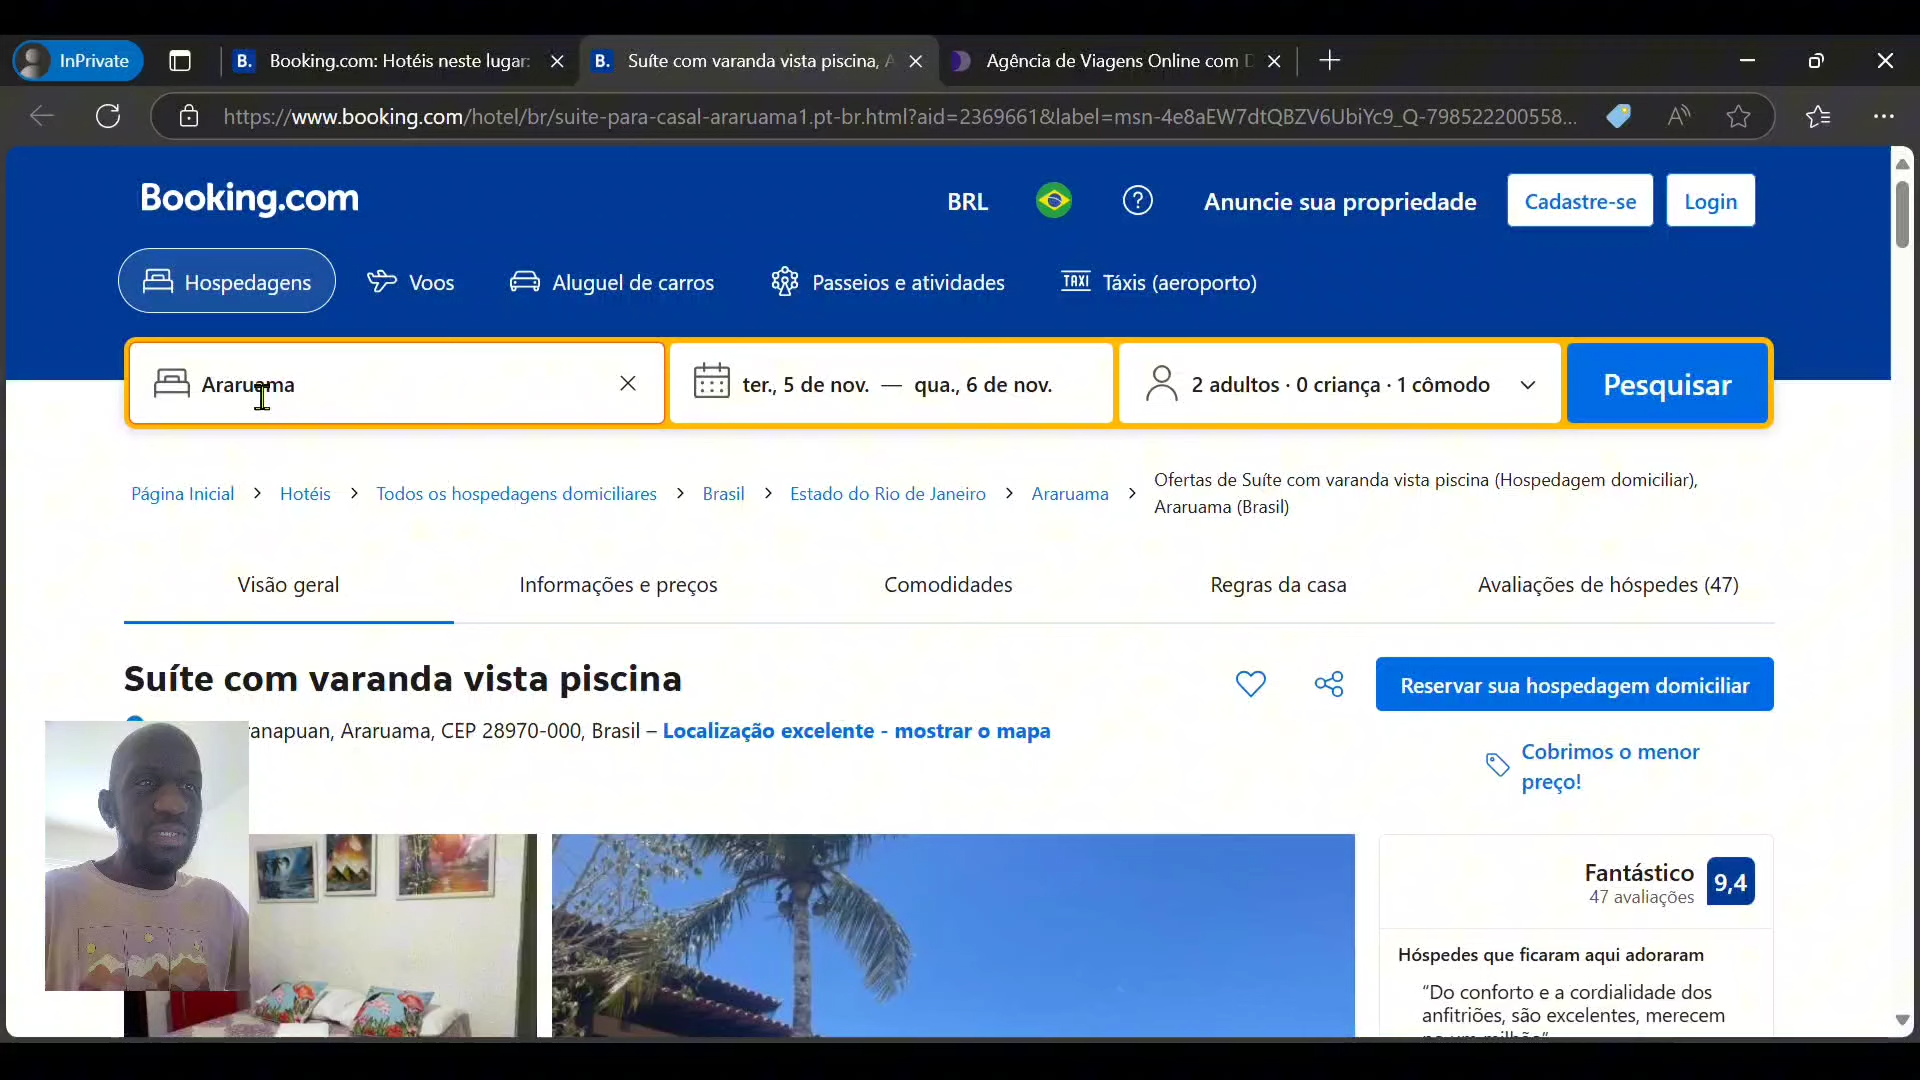 InPrivate
B. Booking.com: Hotéis neste lugar:
B. Suíte com varanda vista piscina, A
Agência de Viagens Online com D
https://www.booking.com/hotel/br/suite-para-casal-araruama1.pt-br.html?aid=2369661&label=msn-4e8aEW7dtQBZV6UbiYc9_Q-798522200558...
Booking.com
BRL
Anuncie sua propriedade
Cadastre-se
Login
Hospedagens
Voos
Aluguel de carros
Passeios e atividades
TAXI Táxis (aeroporto)
Araruama
ter., 5 de nov. — qua., 6 de nov.
2 adultos · 0 criança · 1 cômodo
Pesquisar
Página Inicial > Hotéis > Todos os hospedagens domiciliares > Brasil > Estado do Rio de Janeiro > Araruama >
Ofertas de Suíte com varanda vista piscina (Hospedagem domiciliar),
Araruama (Brasil)
Visão geral
Informações e preços
Comodidades
Regras da casa
Avaliações de hóspedes (47)
Suíte com varanda vista piscina
Reservar sua hospedagem domiciliar
Araruama, CEP 28970-000, Brasil – Localização excelente - mostrar o mapa
Cobrimos o menor
preço!
Fantástico
47 avaliações
9,4
Hóspedes que ficaram aqui adoraram
“Do conforto e a cordialidade dos
anfitriões, são excelentes, merecem